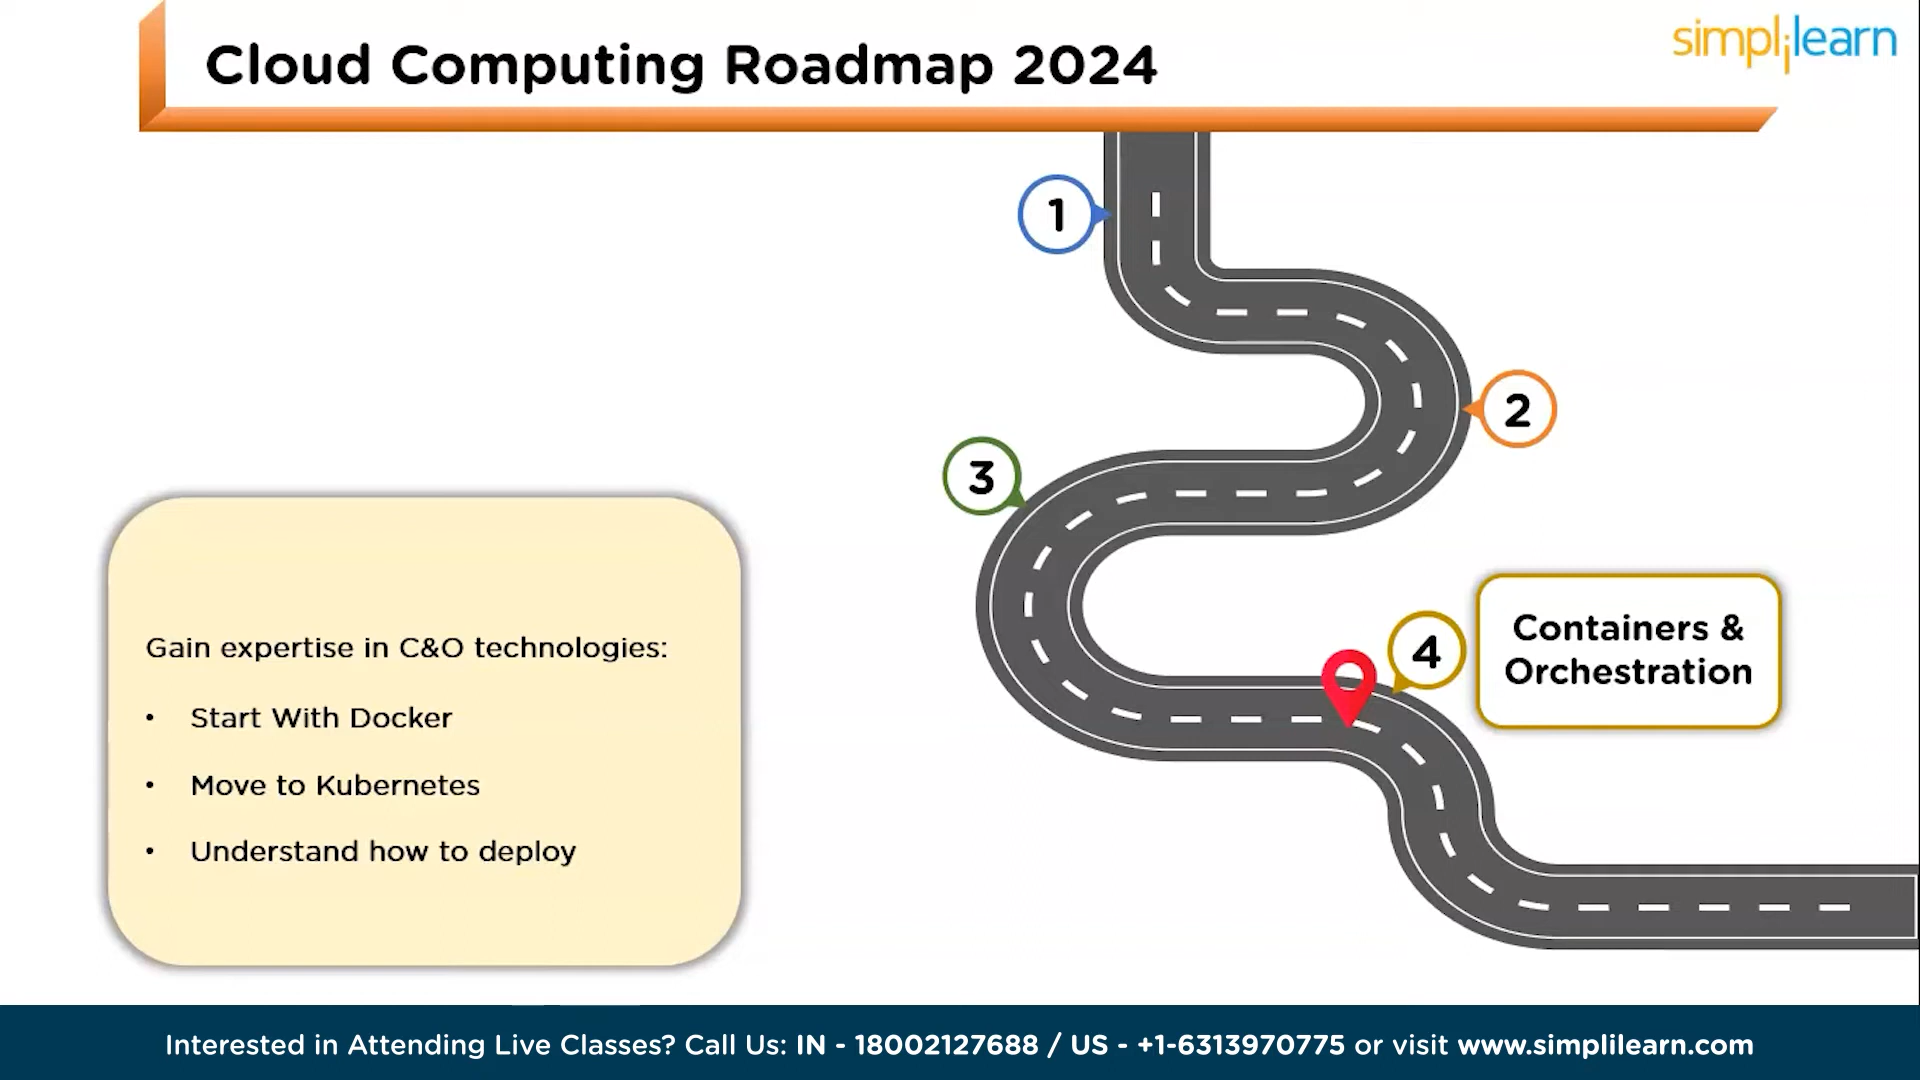 Cloud Computing Roadmap 2024
simplilearn
1
2
3
4
Containers &
Orchestration
Gain expertise in C&O technologies:
• Start With Docker
• Move to Kubernetes
• Understand how to deploy
Interested in Attending Live Classes? Call Us: IN - 18002127688 / US - +1-6313970775 or visit www.simplilearn.com